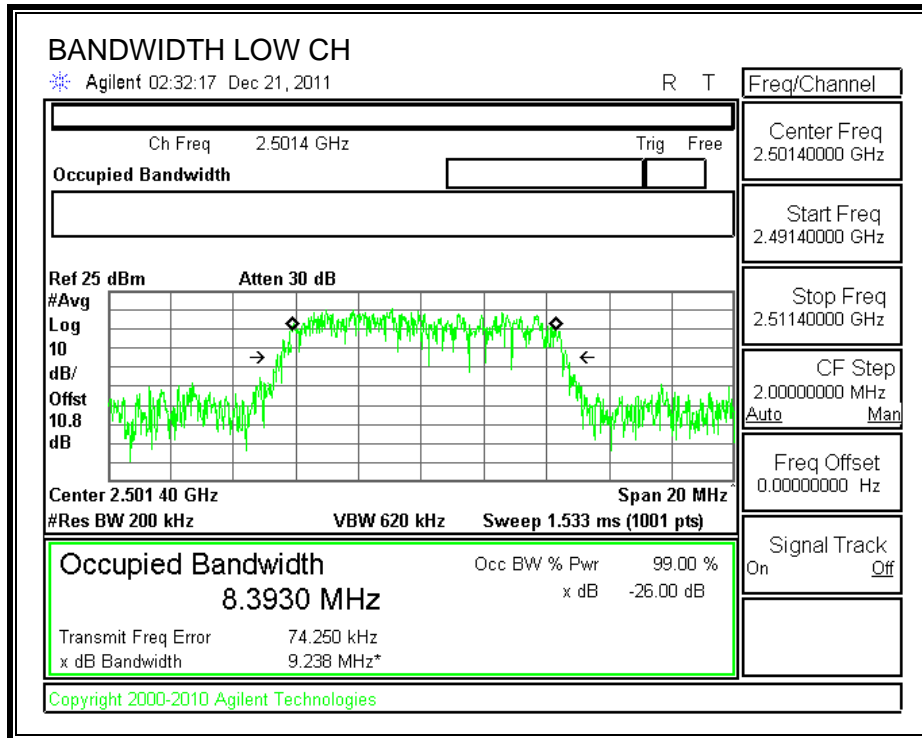 BANDWIDTH LOW CH
Agilent 02:32:17 Dec 21, 2011 R T
Ch Freq 2.5014 GHz Trig Free
Occupied Bandwidth
Ref 25 dBm Atten 30 dB
#Avg
Log
10
dB/
Offst
10.8
dB
Center 2.501 40 GHz Span 20 MHz^
#Res BW 200 kHz VBW 620 kHz Sweep 1.533 ms (1001 pts)
Occupied Bandwidth
8.3930 MHz
Occ BW % Pwr 99.00 %
x dB -26.00 dB
Transmit Freq Error 74.250 kHz
x dB Bandwidth 9.238 MHz*
Copyright 2000-2010 Agilent Technologies
Freq/Channel
Center Freq
2.50140000 GHz
Start Freq
2.49140000 GHz
Stop Freq
2.51140000 GHz
CF Step
2.00000000 MHz
Auto Man
Freq Offset
0.00000000 Hz
Signal Track
On Off